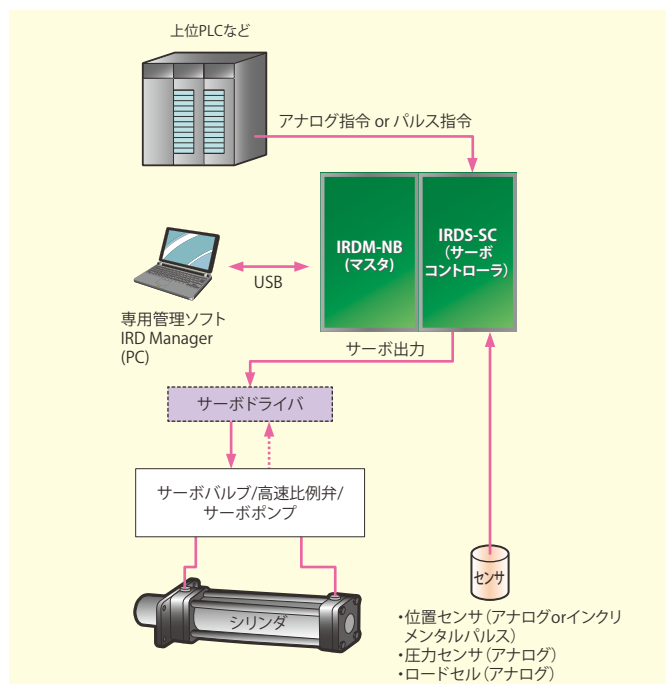 上位PLCなど
アナログ指令 or パルス指令
IRDM-NB
(マスタ)
IRDS-SC
(サーボ
コントローラ)
USB
専用管理ソフト
IRD Manager
(PC)
サーボ出力
サーボドライバ
サーボバルブ/高速比例弁/
サーボポンプ
シリンダ
センサ
・位置センサ(アナログorインクリ
メンタルパルス)
・圧力センサ(アナログ)
・ロードセル(アナログ)